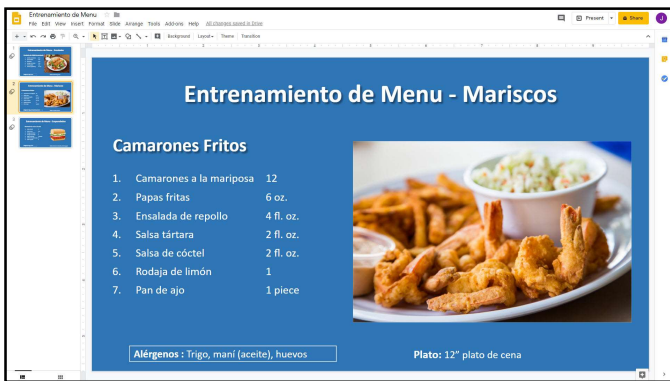 Entrenamiento de Menu
File Edit View Insert Format Slide Arrange Tools Add-ons Help All changes saved in Drive
Present
Share
J
Background Layout Theme Transition
Entrenamiento de Menu - Mariscos
Camarones Fritos
1. Camarones a la mariposa 12
2. Papas fritas 6 oz.
3. Ensalada de repollo 4 fl. oz.
4. Salsa tártara 2 fl. oz.
5. Salsa de cóctel 2 fl. oz.
6. Rodaja de limón 1
7. Pan de ajo 1 piece
Alérgenos : Trigo, maní (aceite), huevos
Plato: 12” plato de cena